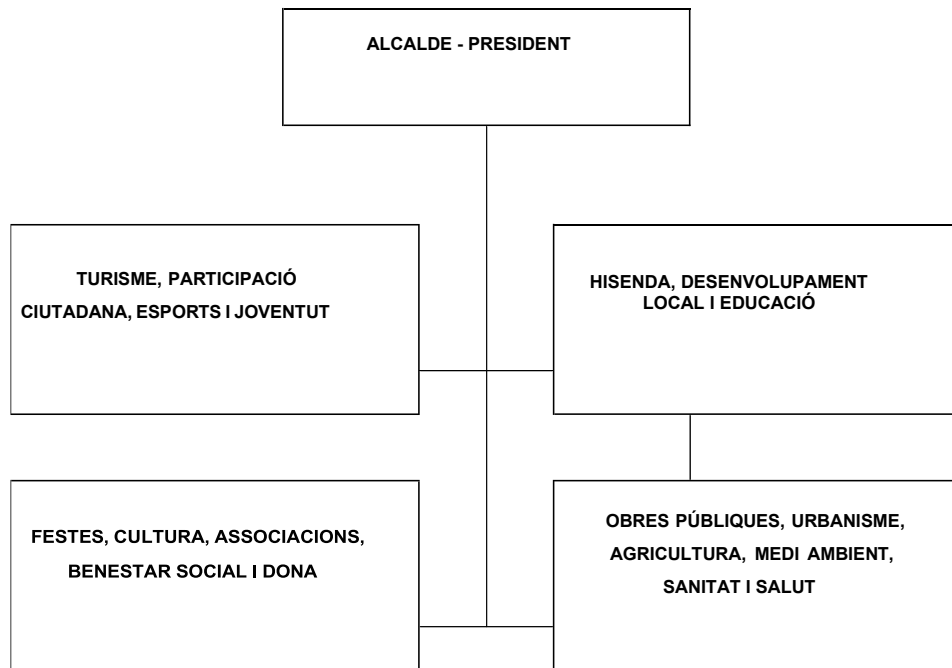 ALCALDE - PRESIDENT
TURISME, PARTICIPACIÓ
CIUTADANA, ESPORTS I JOVENTUT
HISENDA, DESENVOLUPAMENT
LOCAL I EDUCACIÓ
FESTES, CULTURA, ASSOCIACIONS,
BENESTAR SOCIAL I DONA
OBRES PÚBLIQUES, URBANISME,
AGRICULTURA, MEDI AMBIENT,
SANITAT I SALUT